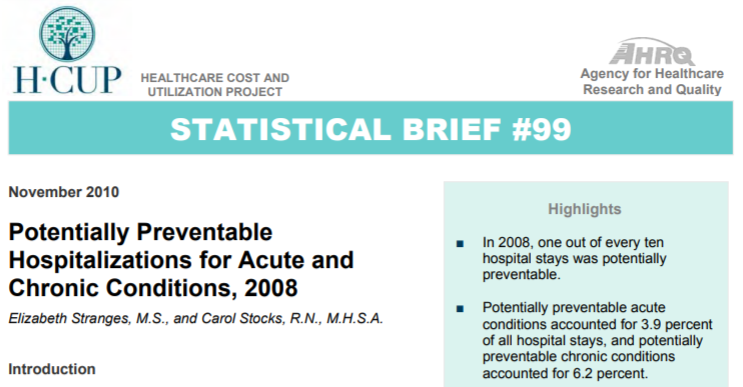 H·CUP
HEALTHCARE COST AND
UTILIZATION PROJECT
AHRQ
Agency for Healthcare
Research and Quality
STATISTICAL BRIEF #99
November 2010
Potentially Preventable
Hospitalizations for Acute and
Chronic Conditions, 2008
Elizabeth Stranges, M.S., and Carol Stocks, R.N., M.H.S.A.
Introduction
Highlights
■ In 2008, one out of every ten
hospital stays was potentially
preventable.
■ Potentially preventable acute
conditions accounted for 3.9 percent
of all hospital stays, and potentially
preventable chronic conditions
accounted for 6.2 percent.